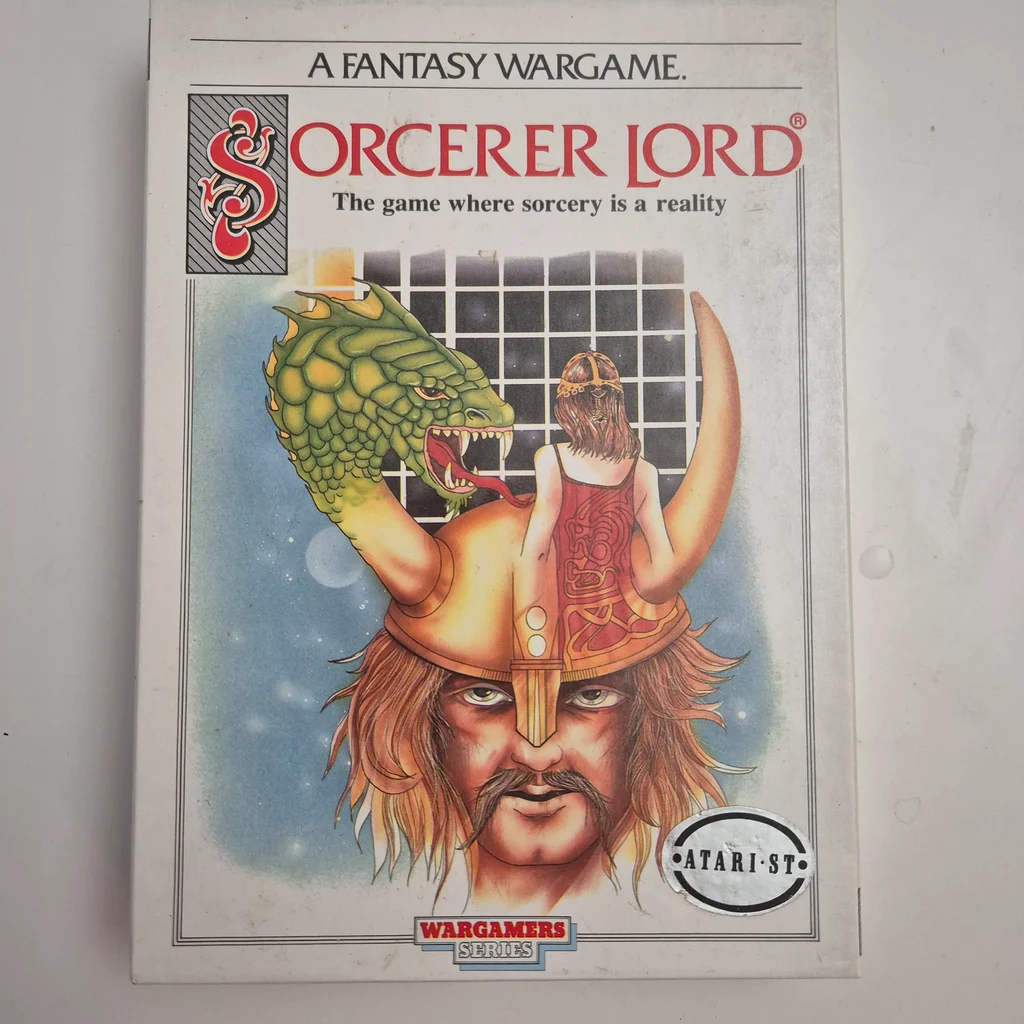 A FANTASY WARGAME.
SORCERER LORD®
The game where sorcery is a reality
•ATARI·ST•
WARGAMERS
SERIES